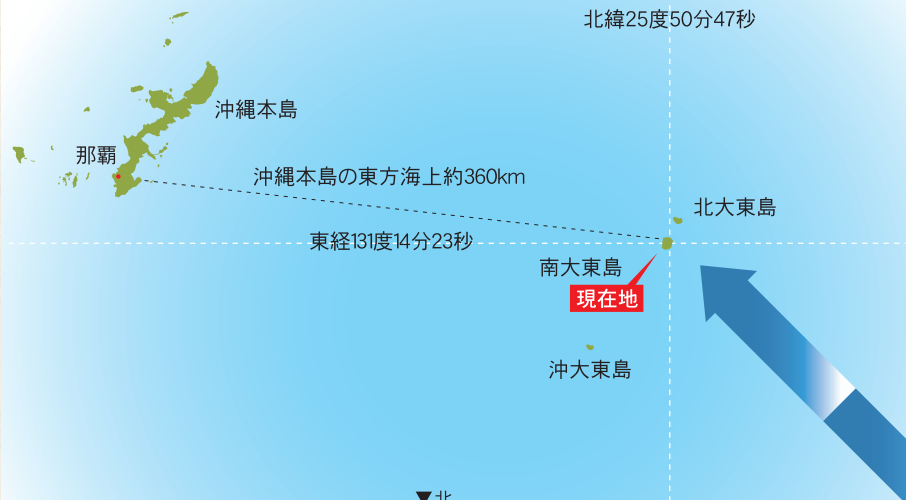 北緯25度50分47秒
沖縄本島
那覇
沖縄本島の東方海上約360km
北大東島
東経131度14分23秒
南大東島
現在地
沖大東島
▼北